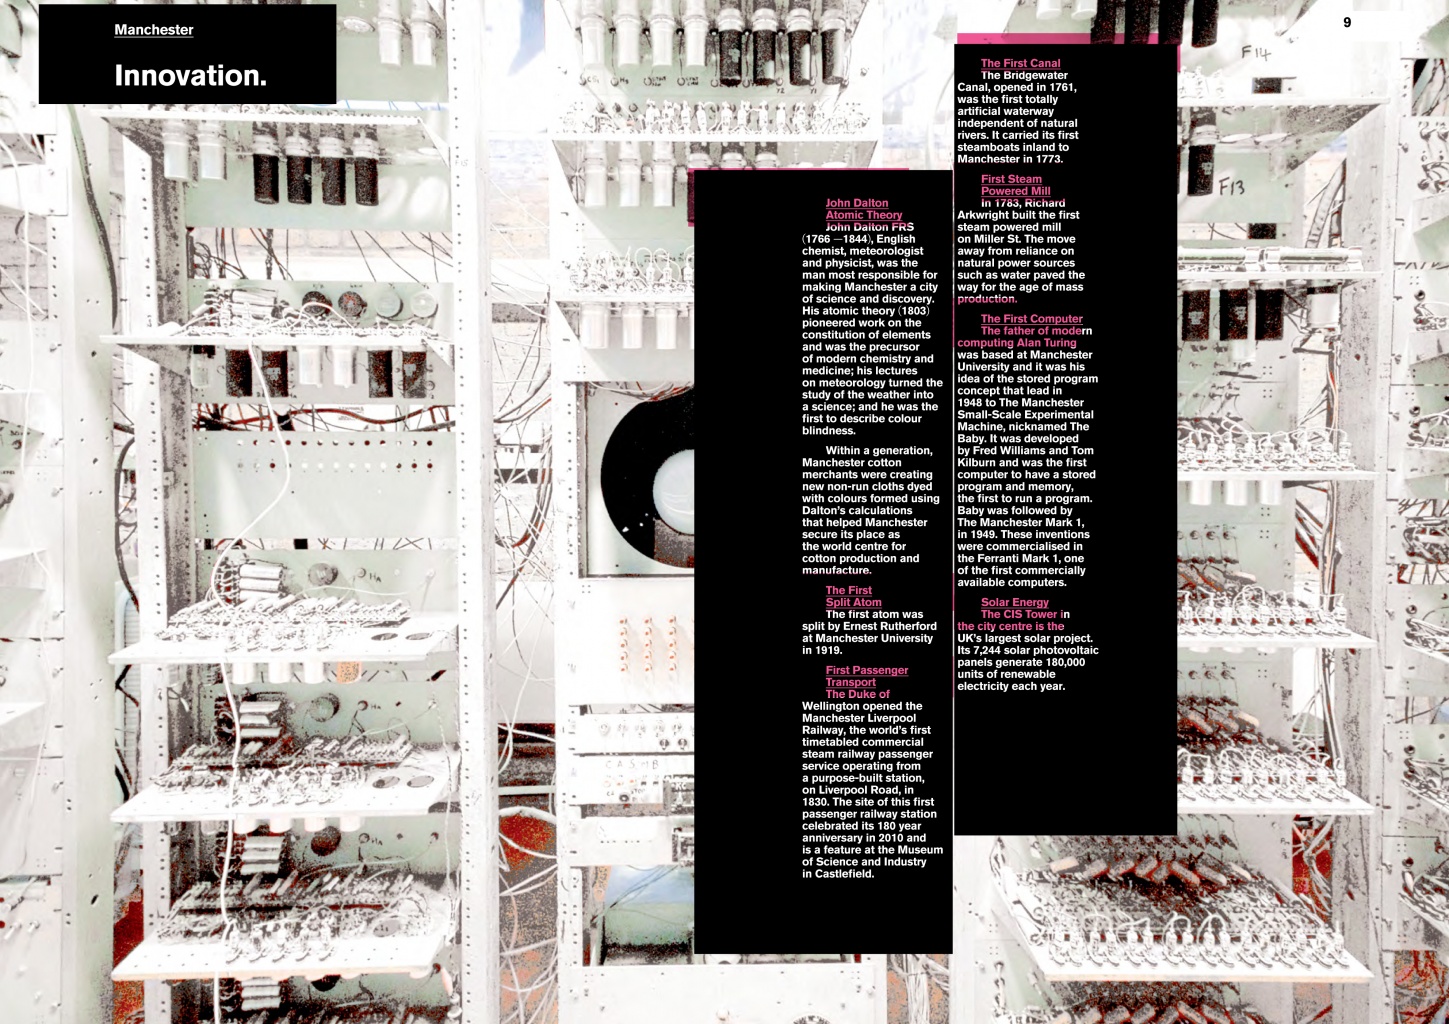 Manchester
Innovation.
9
John Dalton
Atomic Theory
John Dalton FRS
(1766 —1844), English
chemist, meteorologist
and physicist, was the
man most responsible for
making Manchester a city
of science and discovery.
His atomic theory (1803)
pioneered work on the
constitution of elements
and was the precursor
of modern chemistry and
medicine; his lectures
on meteorology turned the
study of the weather into
a science; and he was the
first to describe colour
blindness.
Within a generation,
Manchester cotton
merchants were creating
new non-run cloths dyed
with colours formed using
Dalton's calculations
that helped Manchester
secure its place as
the world centre for
cotton production and
manufacture.
The First
Split Atom
The first atom was
split by Ernest Rutherford
at Manchester University
in 1919.
First Passenger
Transport
The Duke of
Wellington opened the
Manchester Liverpool
Railway, the world's first
timetabled commercial
steam railway passenger
service operating from
a purpose-built station,
on Liverpool Road, in
1830. The site of this first
passenger railway station
celebrated its 180 year
anniversary in 2010 and
is a feature at the Museum
of Science and Industry
in Castlefield.
The First Canal
The Bridgewater
Canal, opened in 1761,
was the first totally
artificial waterway
independent of natural
rivers. It carried its first
steamboats inland to
Manchester in 1773.
First Steam
Powered Mill
In 1783, Richard
Arkwright built the first
steam powered mill
on Miller St. The move
away from reliance on
natural power sources
such as water paved the
way for the age of mass
production.
The First Computer
The father of modern
computing Alan Turing
was based at Manchester
University and it was his
idea of the stored program
concept that lead in
1948 to The Manchester
Small-Scale Experimental
Machine, nicknamed The
Baby. It was developed
by Fred Williams and Tom
Kilburn and was the first
computer to have a stored
program and memory,
the first to run a program.
Baby was followed by
The Manchester Mark 1,
in 1949. These inventions
were commercialised in
the Ferranti Mark 1, one
of the first commercially
available computers.
Solar Energy
The CIS Tower in
the city centre is the
UK's largest solar project.
Its 7,244 solar photovoltaic
panels generate 180,000
units of renewable
electricity each year.
F14
F13